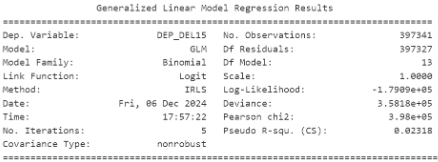 Generalized Linear Model Regression Results
Dep. Variable: DEP_DEL15 No. Observations: 397341
Model: GLM Df Residuals: 397327
Model Family: Binomial Df Model: 13
Link Function: Logit Scale: 1.0000
Method: IRLS Log-Likelihood: -1.7909e+05
Date: Fri, 06 Dec 2024 Deviance: 3.5818e+05
Time: 17:57:22 Pearson chi2: 3.98e+05
No. Iterations: 5 Pseudo R-squ. (CS): 0.02318
Covariance Type: nonrobust